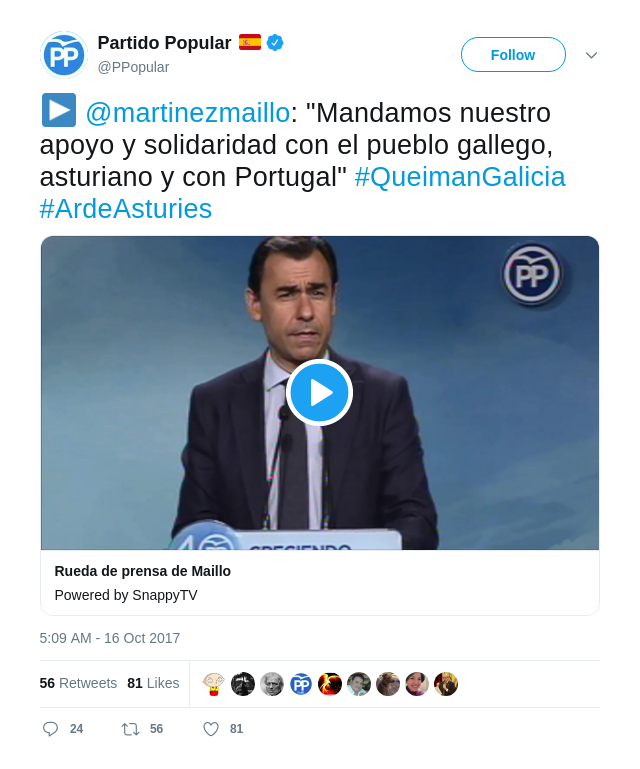 Partido Popular
@PPopular
Follow
@martinezmaillo: "Mandamos nuestro
apoyo y solidaridad con el pueblo gallego,
asturiano y con Portugal" #QueimanGalicia
#ArdeAsturies
PP
PP
CRECIENDO
Rueda de prensa de Maillo
Powered by SnappyTV
5:09 AM - 16 Oct 2017
56 Retweets 81 Likes
PP
24 56 81